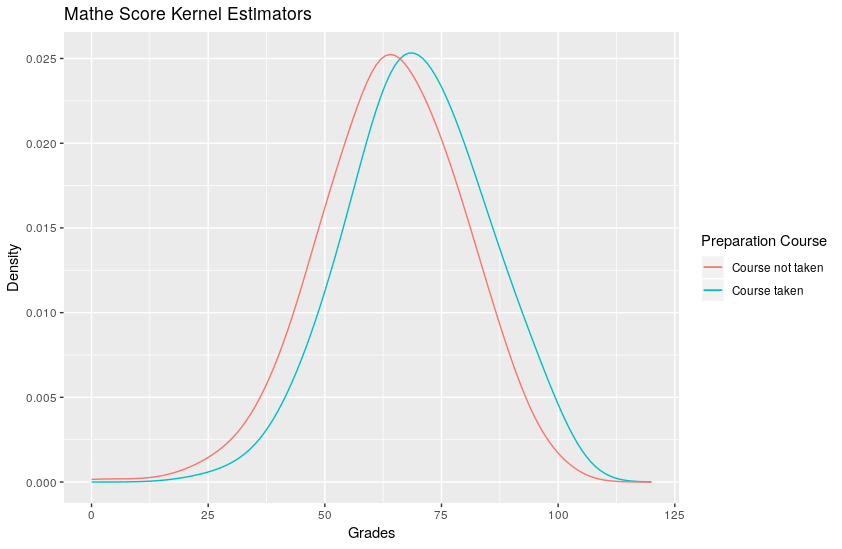 Mathe Score Kernel Estimators
0.025
0.020
0.015
0.010
0.005
0.000
Density
0
25
50
75
100
125
Grades
Preparation Course
Course not taken
Course taken